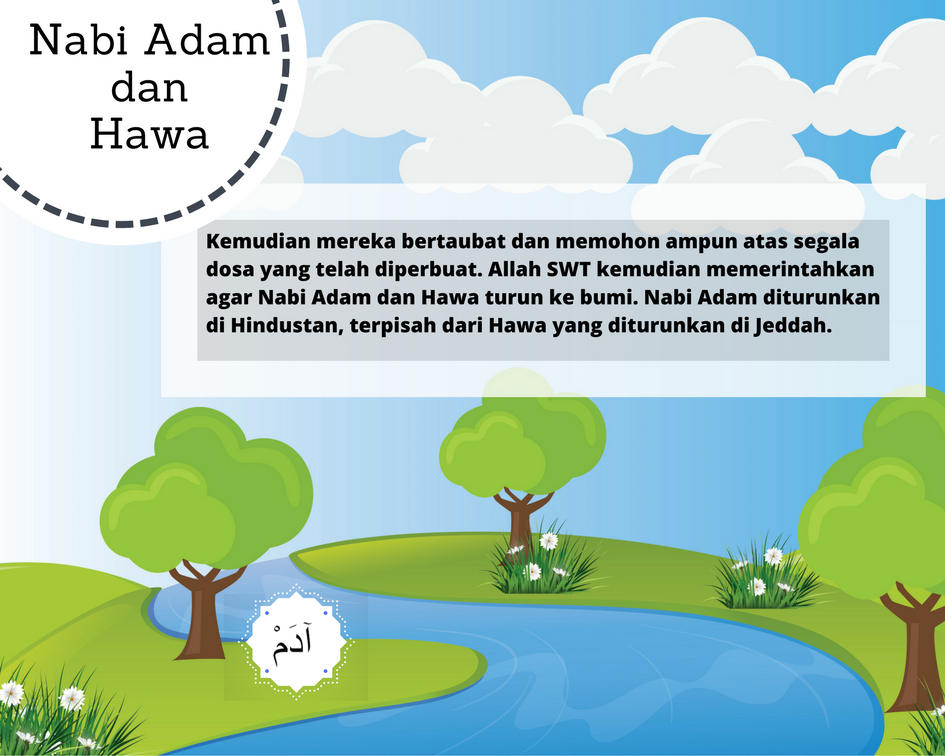 Nabi Adam
dan
Hawa
Kemudian mereka bertaubat dan memohon ampun atas segala
dosa yang telah diperbuat. Allah SWT kemudian memerintahkan
agar Nabi Adam dan Hawa turun ke bumi. Nabi Adam diturunkan
di Hindustan, terpisah dari Hawa yang diturunkan di Jeddah.
آدَمْ